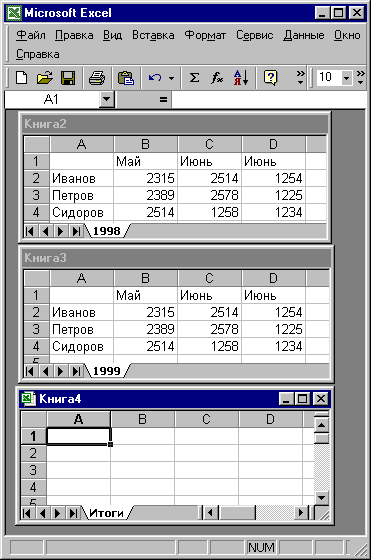 Microsoft Excel
Файл Правка Вид Вставка Формат Сервис Данные Окно
Справка
Σ fx А Я ? » 10 »
A1 =
Книга2
A B C D
1 Май Июнь Июнь
2 Иванов 2315 2514 1254
3 Петров 2389 2578 1225
4 Сидоров 2514 1258 1234
1998
Книга3
A B C D
1 Май Июнь Июнь
2 Иванов 2315 2514 1254
3 Петров 2389 2578 1225
4 Сидоров 2514 1258 1234
1999
Книга4
A B C D
1
2
3
4
5
Итоги
NUM